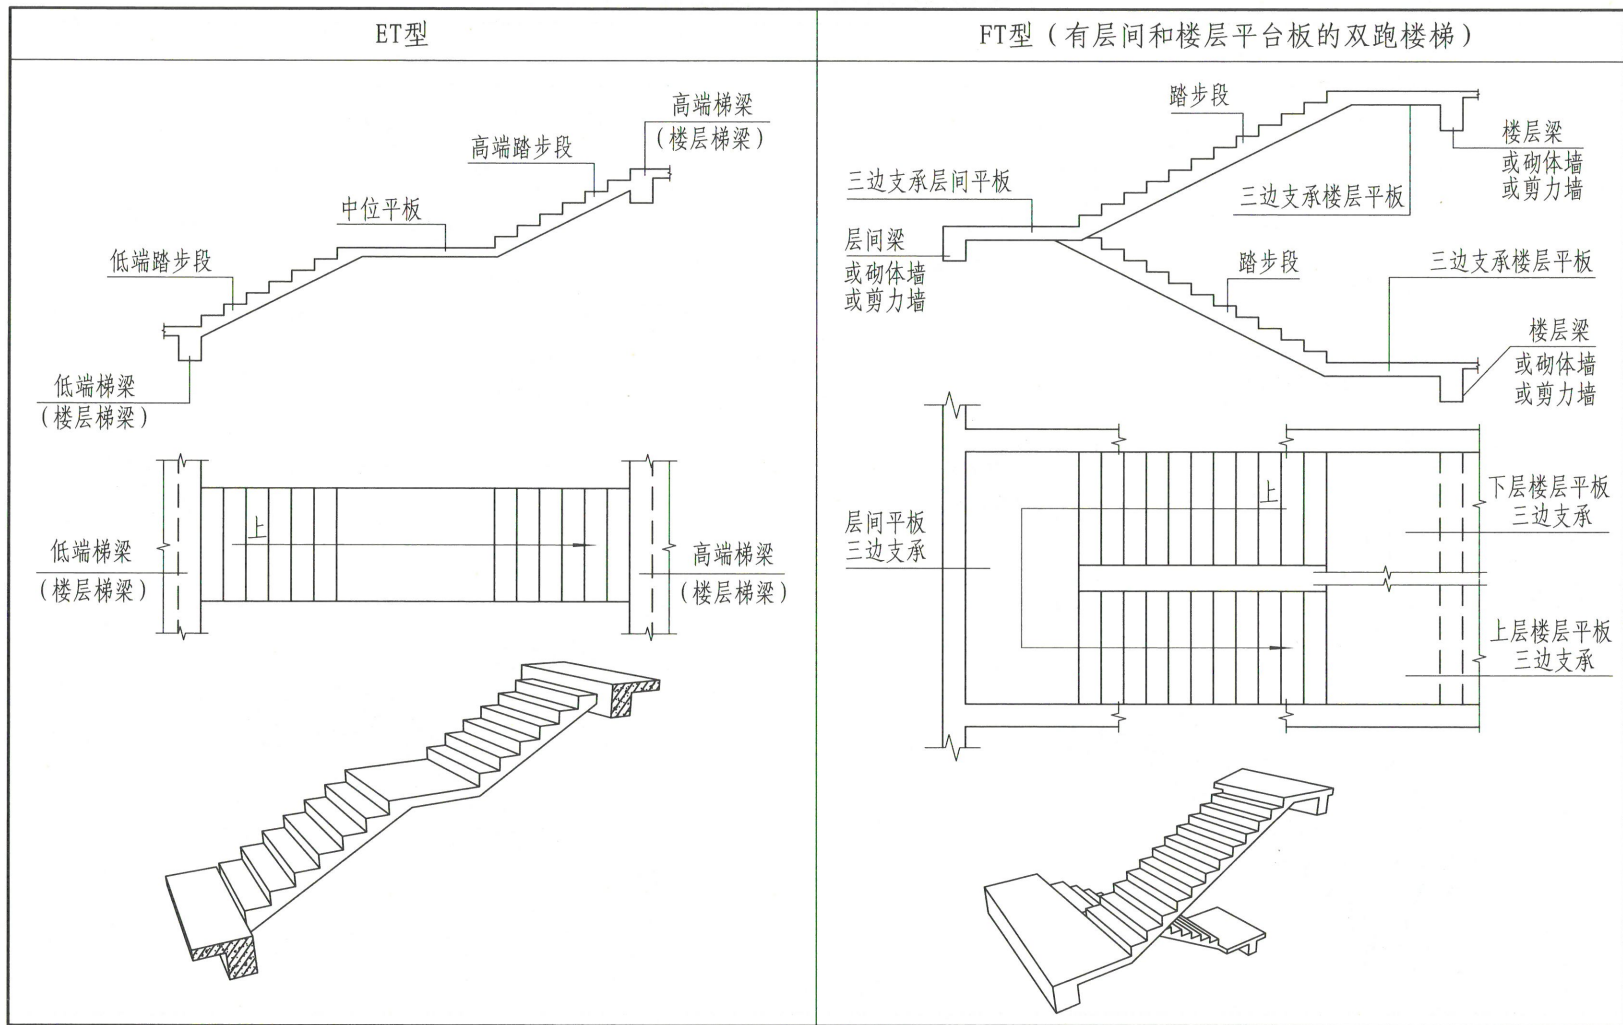 ET型
高端梯梁
(楼层梯梁)
高端踏步段
中位平板
低端踏步段
低端梯梁
(楼层梯梁)
上
低端梯梁
(楼层梯梁)
高端梯梁
(楼层梯梁)
FT型(有层间和楼层平台板的双跑楼梯)
踏步段
楼层梁
或砌体墙
或剪力墙
三边支承层间平板
三边支承楼层平板
层间梁
或砌体墙
或剪力墙
踏步段
三边支承楼层平板
楼层梁
或砌体墙
或剪力墙
上
下层楼层平板
三边支承
层间平板
三边支承
上层楼层平板
三边支承